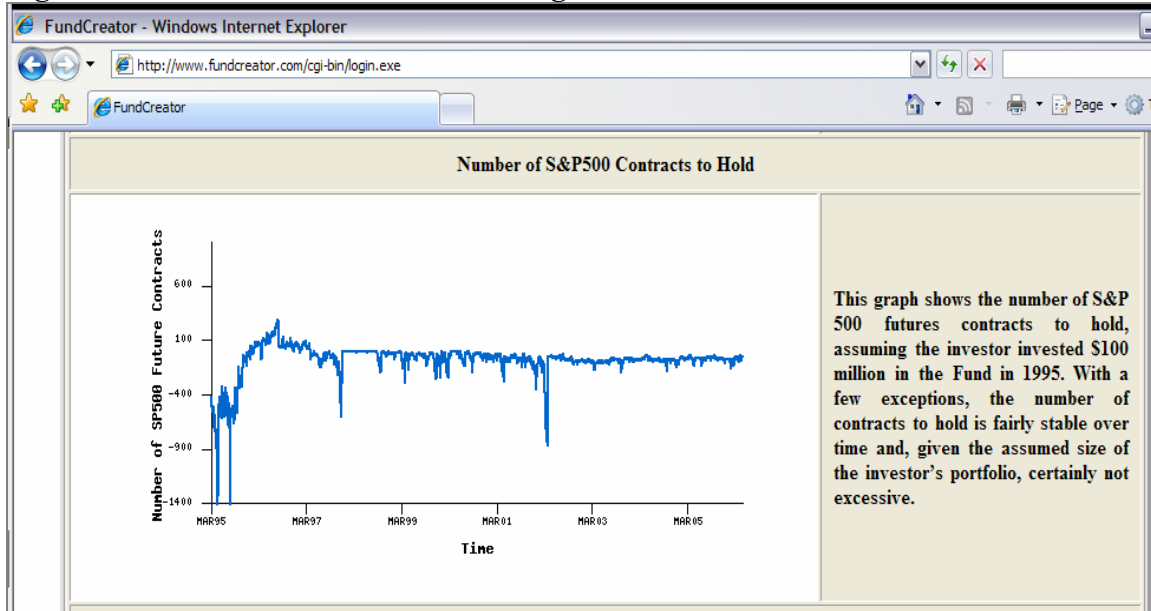 FundCreator - Windows Internet Explorer
http://www.fundcreator.com/cgi-bin/login.exe
FundCreator
Page
Number of S&P500 Contracts to Hold
Number of SP500 Future Contracts
600
100
-400
-900
-1400
MAR95
MAR97
MAR99
MAR01
MAR03
MAR05
Time
This graph shows the number of S&P
500 futures contracts to hold,
assuming the investor invested $100
million in the Fund in 1995. With a
few exceptions, the number of
contracts to hold is fairly stable over
time and, given the assumed size of
the investor's portfolio, certainly not
excessive.